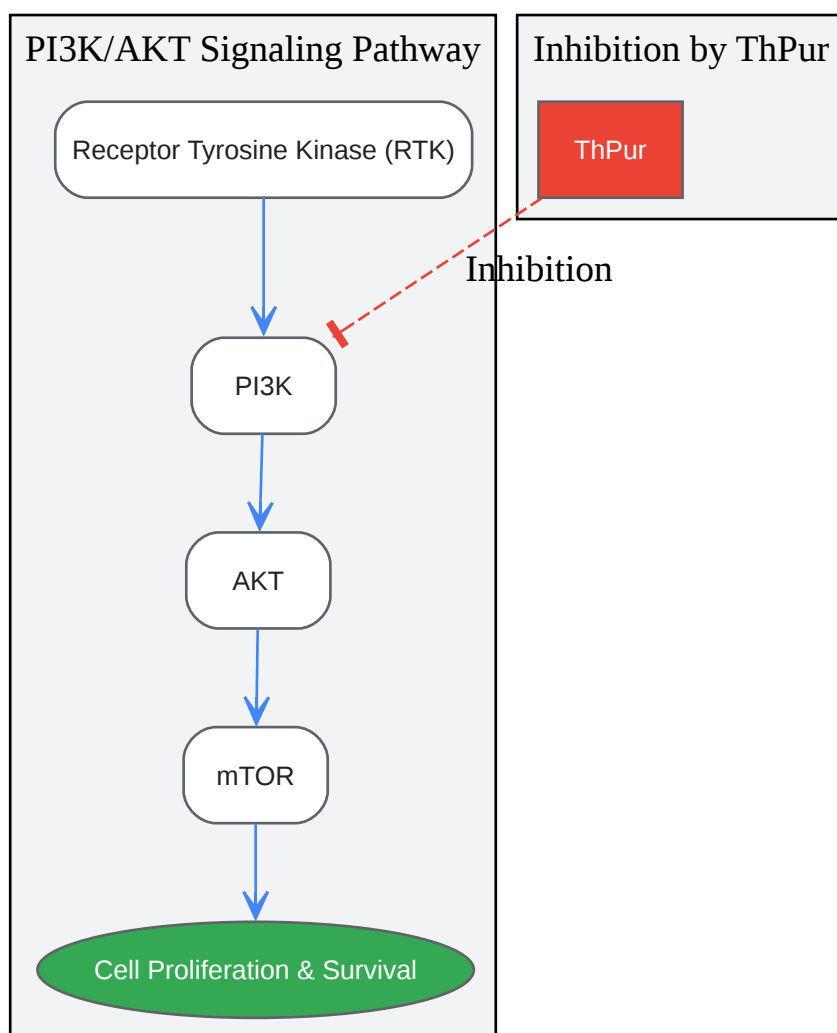 PI3K/AKT Signaling Pathway
Inhibition by ThPur
Receptor Tyrosine Kinase (RTK)
ThPur
Inhibition
PI3K
AKT
mTOR
Cell Proliferation & Survival